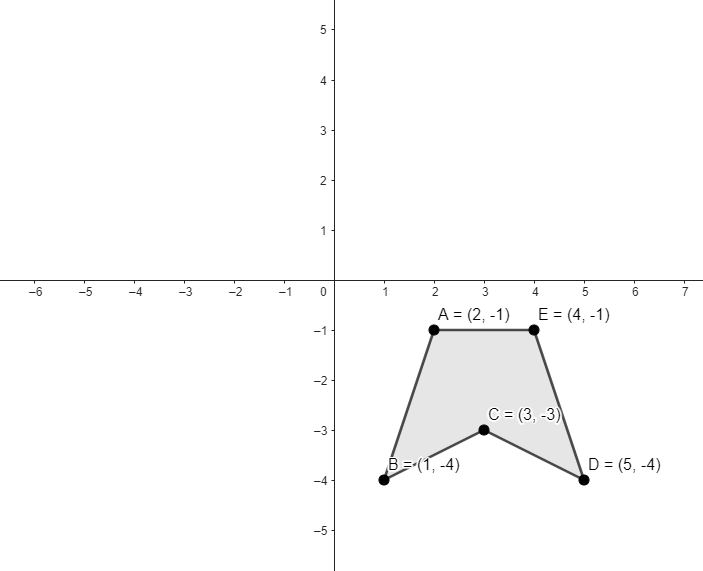 5
4
3
2
1
–6 –5 –4 –3 –2 –1 0 1 2 3 4 5 6 7
A = (2, -1) E = (4, -1)
–1
–2
C = (3, -3)
–3
B = (1, -4) D = (5, -4)
–4
–5